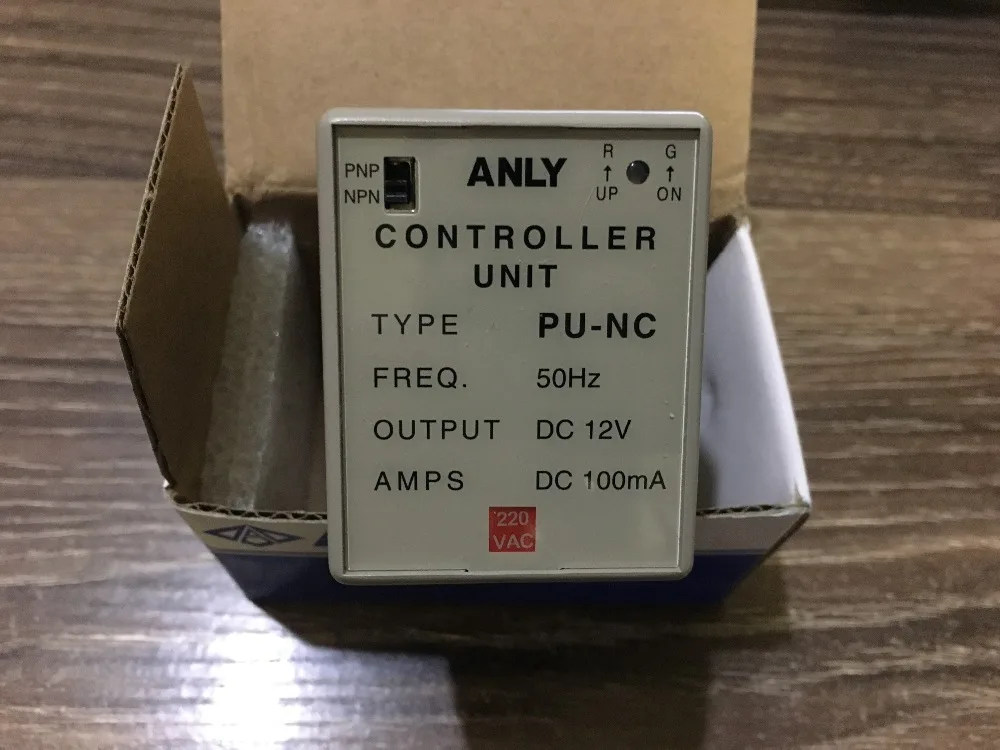 PNP
NPN
ANLY
R G
↑ ↑
UP ON
CONTROLLER
UNIT
TYPE PU-NC
FREQ. 50Hz
OUTPUT DC 12V
AMPS DC 100mA
220
VAC